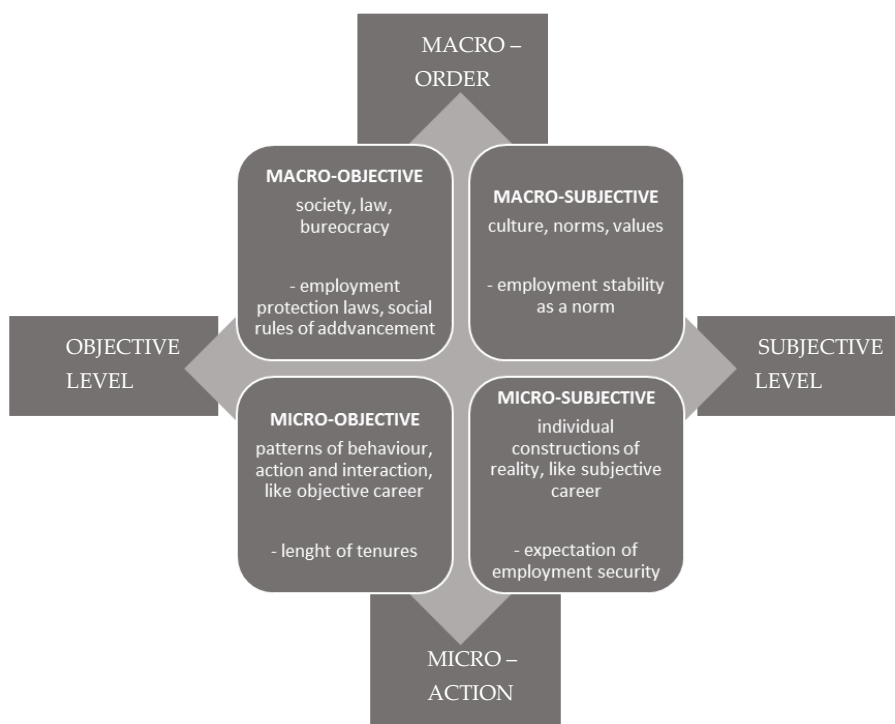 MACRO –
ORDER
MACRO-OBJECTIVE
society, law,
bureocracy
- employment
protection laws, social
rules of addvancement
MACRO-SUBJECTIVE
culture, norms, values
- employment stability
as a norm
OBJECTIVE
LEVEL
SUBJECTIVE
LEVEL
MICRO-OBJECTIVE
patterns of behaviour,
action and interaction,
like objective career
- lenght of tenures
MICRO-SUBJECTIVE
individual
constructions of
reality, like subjective
career
- expectation of
employment security
MICRO –
ACTION